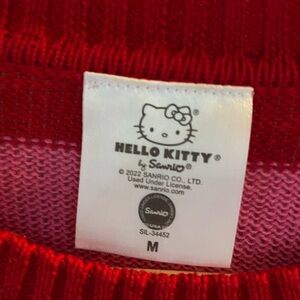 HELLO KITTY®
by Sanrio®
© 2022 SANRIO CO., LTD.
Used Under License.
www.sanrio.com
Sanrio
SIL-34452
M